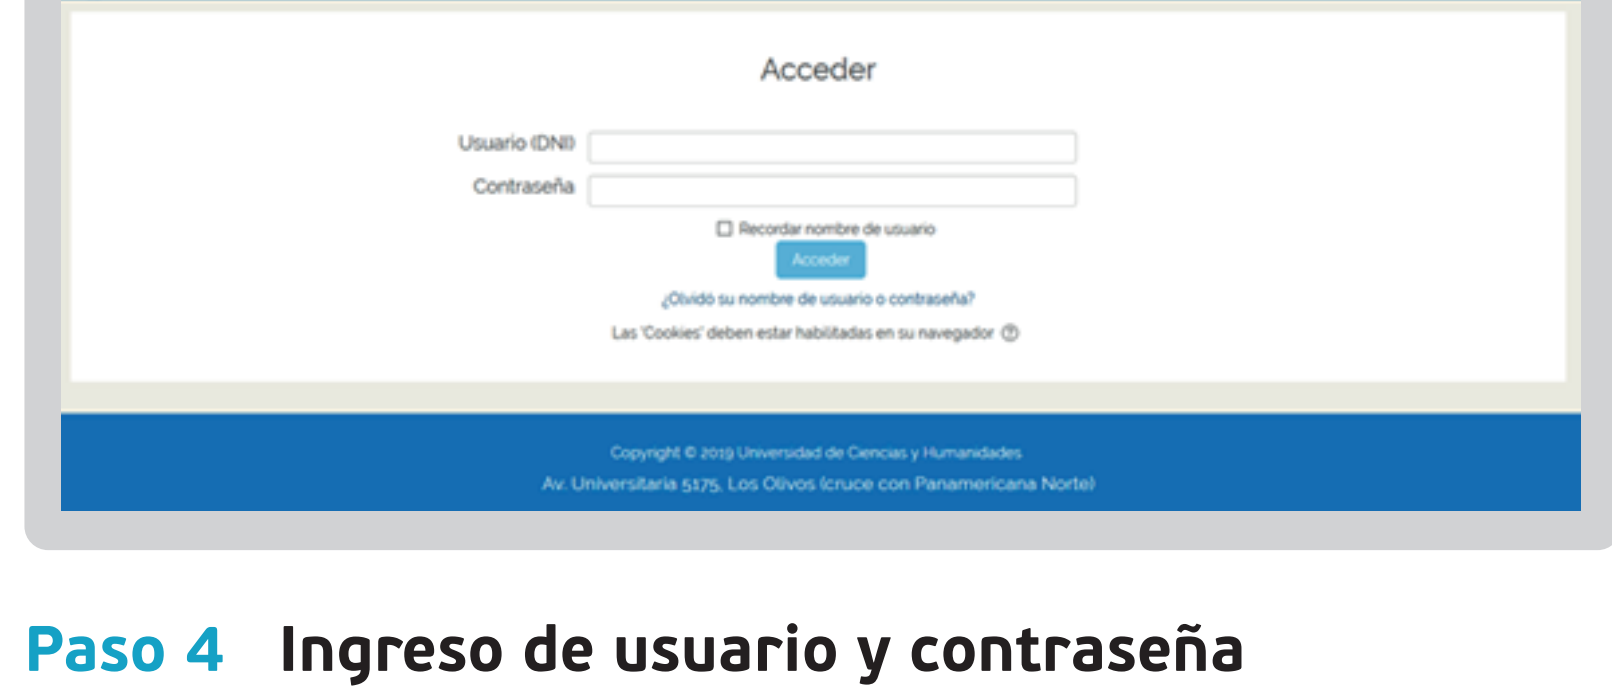 Acceder
Usuario (DNI)
Contraseña
Recordar nombre de usuario
Acceder
¿Olvidó su nombre de usuario o contraseña?
Las 'Cookies' deben estar habilitadas en su navegador ?
Copyright © 2019 Universidad de Ciencias y Humanidades
Av. Universitaria 5175, Los Olivos (cruce con Panamericana Norte)
Paso 4 Ingreso de usuario y contraseña